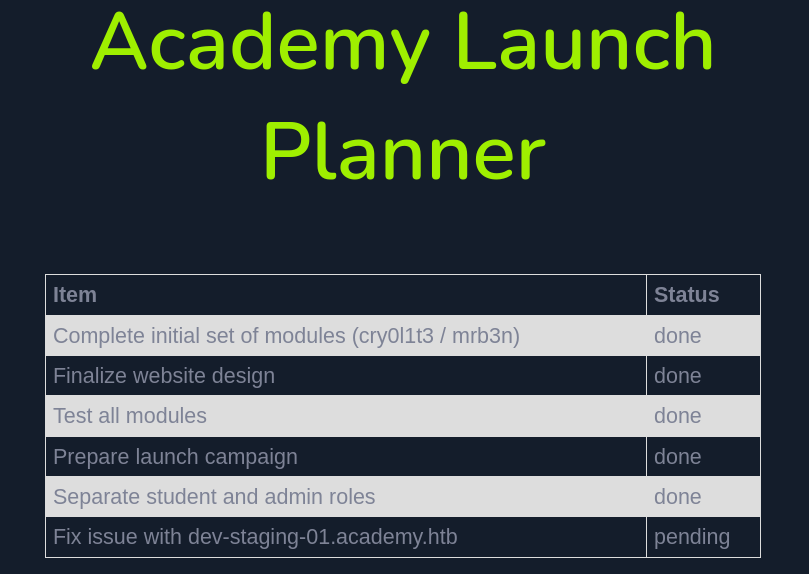 Academy Launch
Planner
Item Status
Complete initial set of modules (cry0l1t3 / mrb3n) done
Finalize website design done
Test all modules done
Prepare launch campaign done
Separate student and admin roles done
Fix issue with dev-staging-01.academy.htb pending